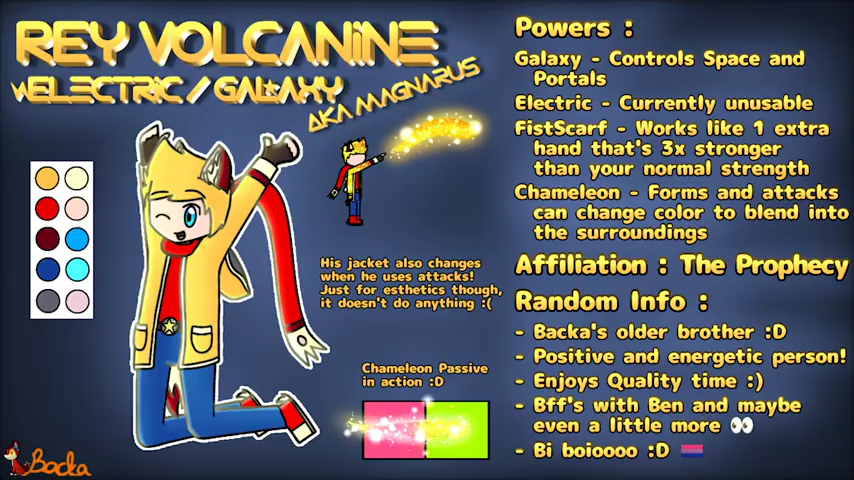 REY VOLCANINE
ELECTRIC / GALAXY
AKA MAGNARUS
His jacket also changes
when he uses attacks!
Just for esthetics though,
it doesn't do anything :(
Chameleon Passive
in action :D
Backa
Powers :
Galaxy - Controls Space and
Portals
Electric - Currently unusable
FistScarf - Works like 1 extra
hand that's 3x stronger
than your normal strength
Chameleon - Forms and attacks
can change color to blend into
the surroundings
Affiliation : The Prophecy
Random Info :
- Backa's older brother :D
- Positive and energetic person!
- Enjoys Quality time :)
- Bff's with Ben and maybe
even a little more 👀
- Bi boioooo :D